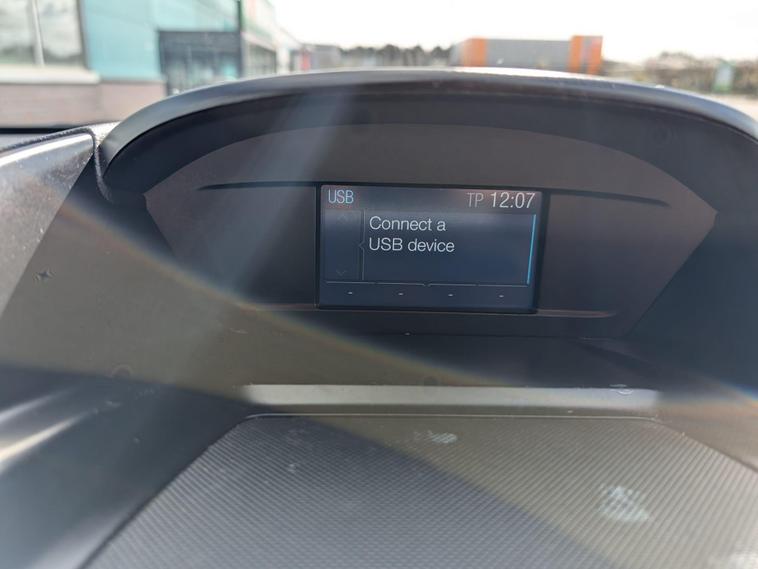 USB TP 12:07
Connect a
USB device
- - - -